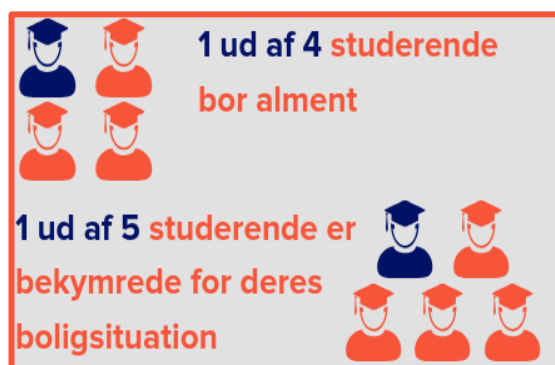 1 ud af 4 studerende
bor alment
1 ud af 5 studerende er
bekymrede for deres
boligsituation